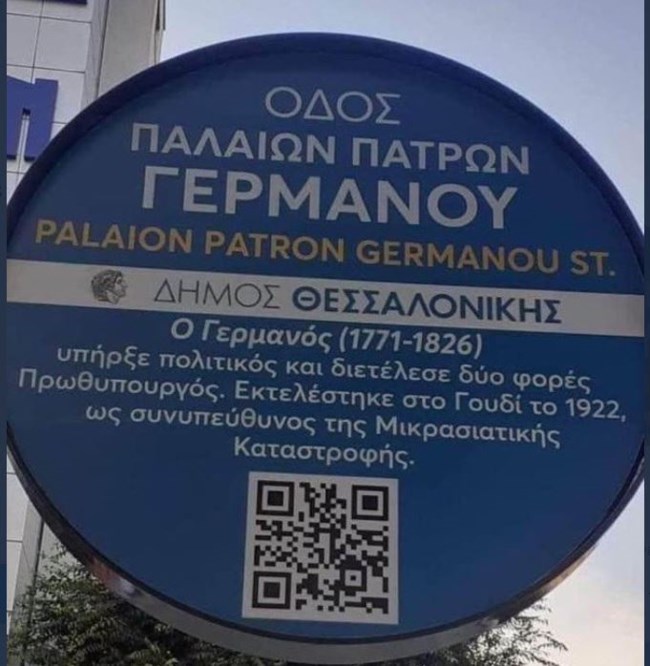 ΟΔΟΣ
ΠΑΛΑΙΩΝ ΠΑΤΡΩΝ
ΓΕΡΜΑΝΟΥ
PALAION PATRON GERMANOU ST.
ΔΗΜΟΣ ΘΕΣΣΑΛΟΝΙΚΗΣ
Ο Γερμανός (1771-1826)
υπήρξε πολιτικός και διετέλεσε δύο φορές
Πρωθυπουργός. Εκτελέστηκε στο Γουδί το 1922,
ως συνυπεύθυνος της Μικρασιατικής
Καταστροφής.